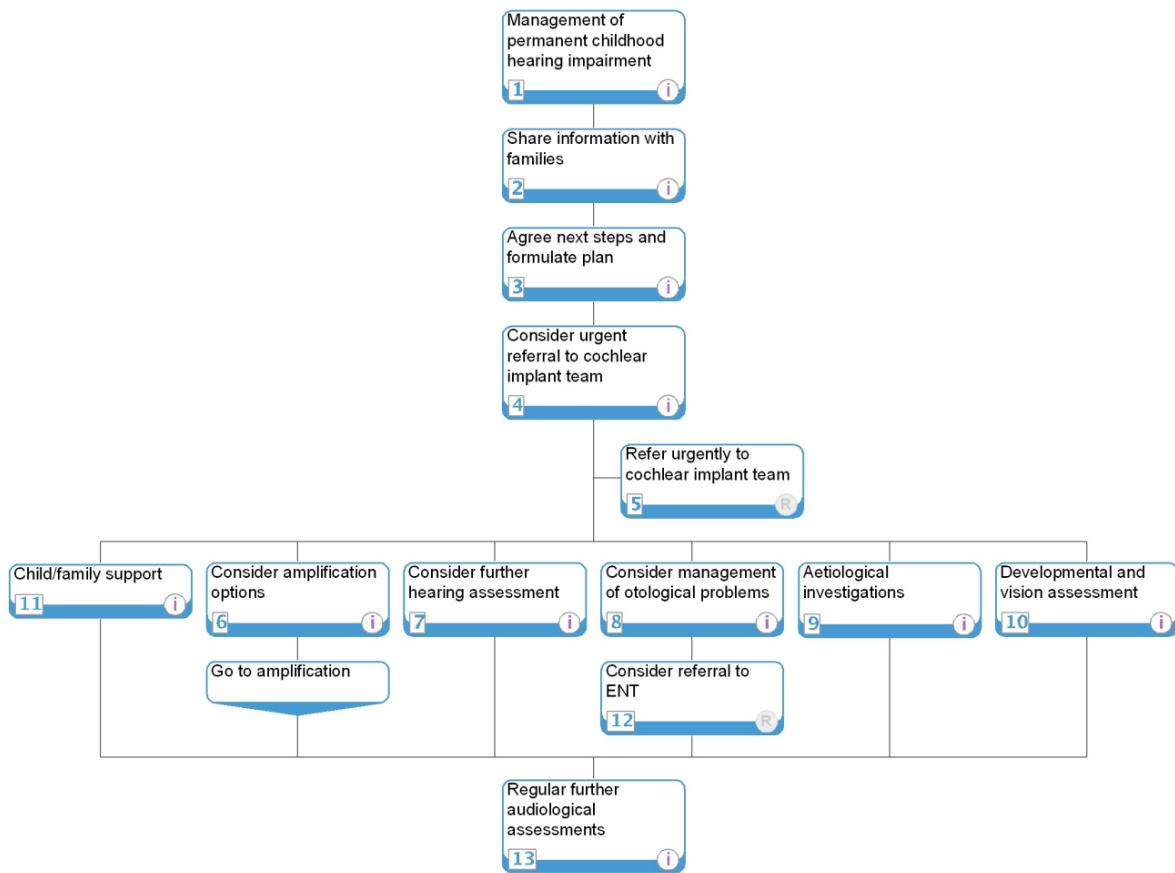 Management of
permanent childhood
hearing impairment
1
i
Share information with
families
2
i
Agree next steps and
formulate plan
3
i
Consider urgent
referral to cochlear
implant team
4
i
Refer urgently to
cochlear implant team
5
R
Child/family support
11
i
Consider amplification
options
6
i
Consider further
hearing assessment
7
i
Consider management
of otological problems
8
i
Aetiological
investigations
9
i
Developmental and
vision assessment
10
i
Go to amplification
Consider referral to
ENT
12
R
Regular further
audiological
assessments
13
i